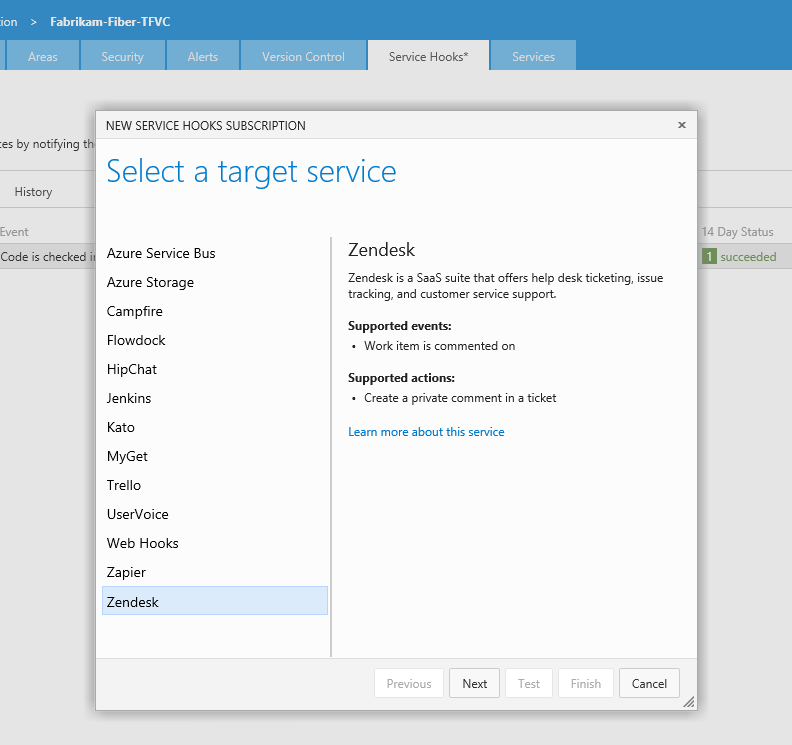 ion > Fabrikam-Fiber-TFVC
Areas Security Alerts Version Control Service Hooks* Services
ces by notifying th
History
Event 14 Day Status
Code is checked i 1 succeeded
NEW SERVICE HOOKS SUBSCRIPTION ×
Select a target service
Azure Service Bus
Azure Storage
Campfire
Flowdock
HipChat
Jenkins
Kato
MyGet
Trello
UserVoice
Web Hooks
Zapier
Zendesk
Zendesk
Zendesk is a SaaS suite that offers help desk ticketing, issue
tracking, and customer service support.
Supported events:
• Work item is commented on
Supported actions:
• Create a private comment in a ticket
Learn more about this service
Previous Next Test Finish Cancel